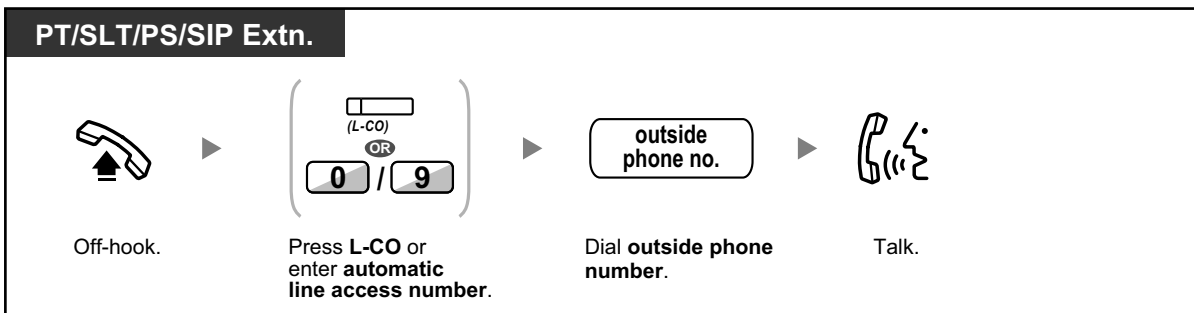 PT/SLT/PS/SIP Extn.
(L-CO)
OR
0 / 9
outside
phone no.
Off-hook.
Press L-CO or
enter automatic
line access number.
Dial outside phone
number.
Talk.